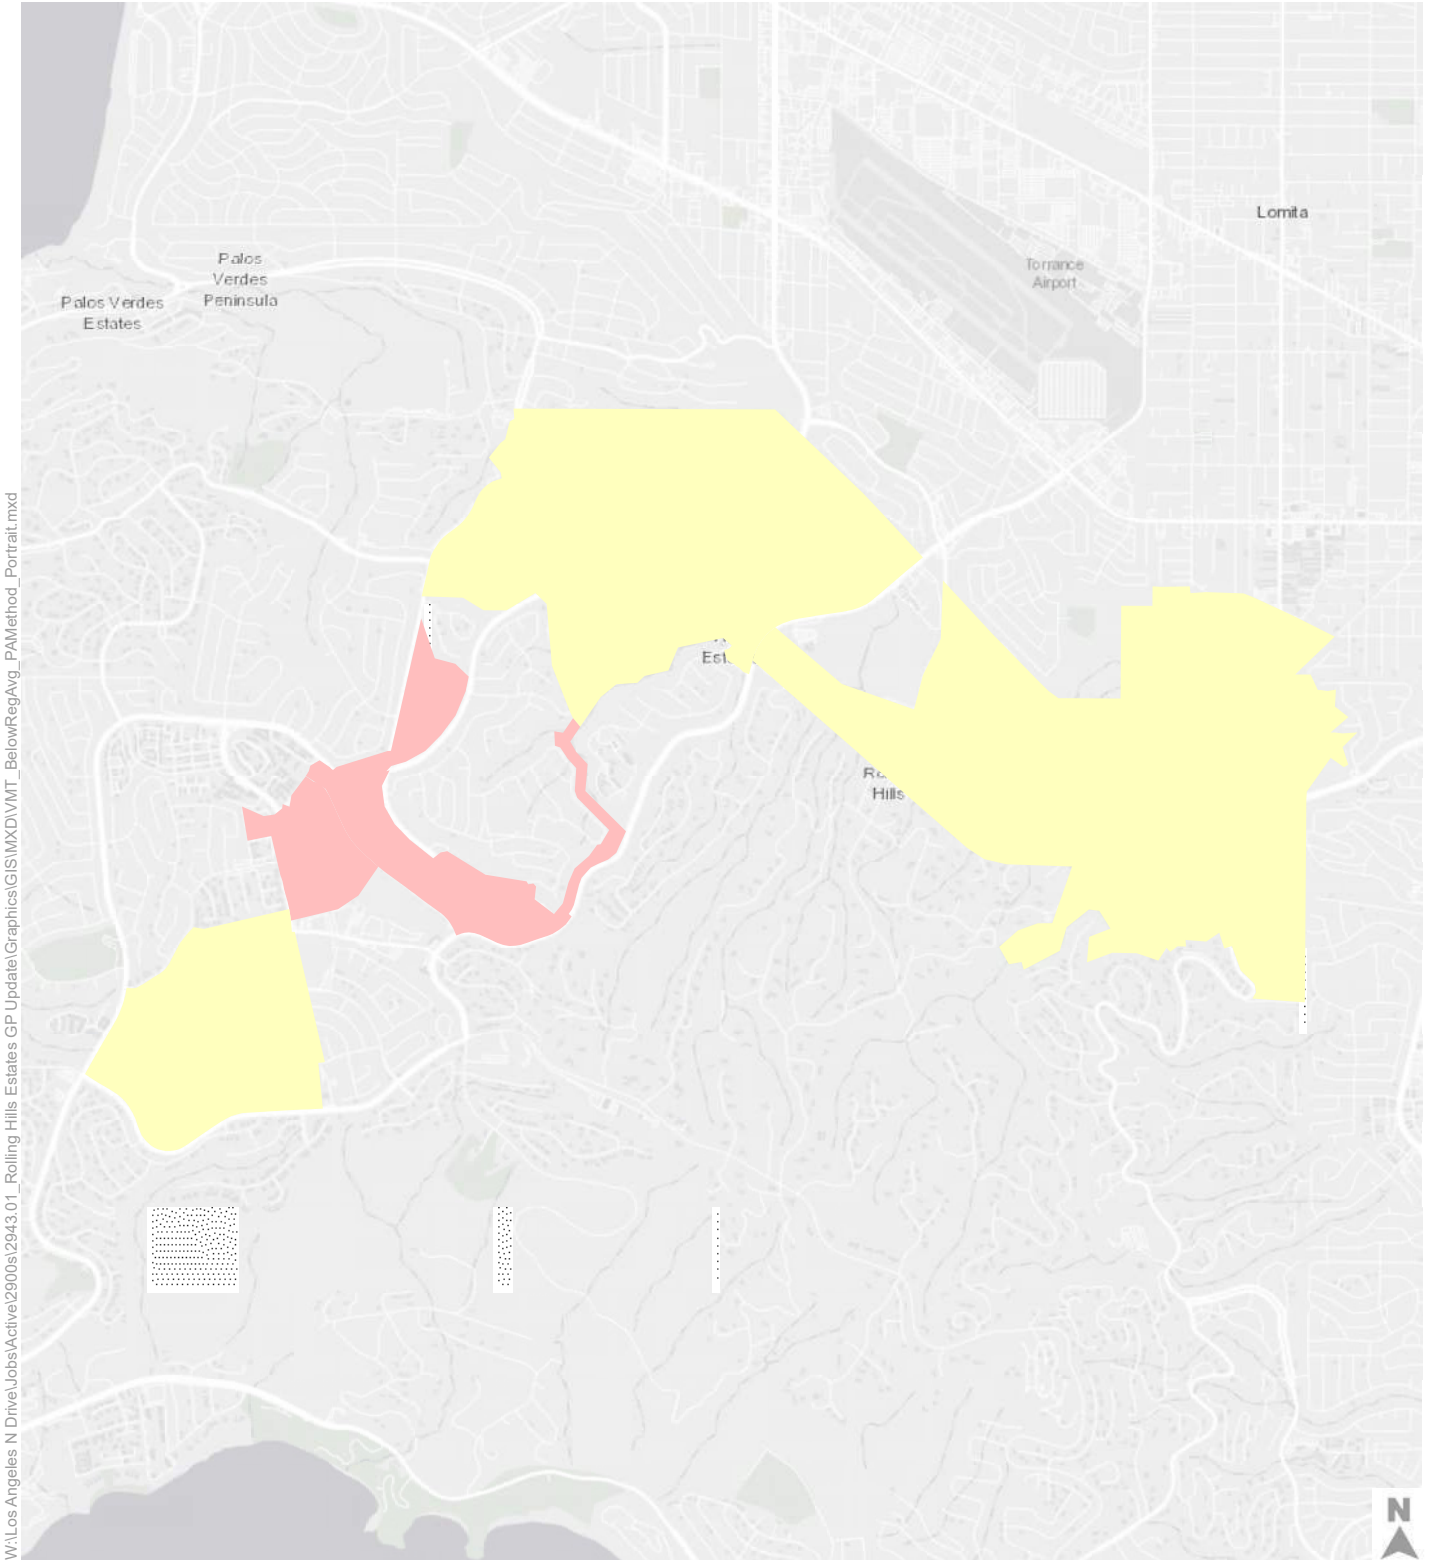 Lomita
Palos
Verdes
Peninsula
Torrance
Airport
Palos Verdes
Estates
Hills
N
W:\Los Angeles N Drive\Jobs\Active\2900s\2943.01_Rolling Hills Estates GP Update\Graphics\GIS\MXD\VMT_BelowRegAvg_PAMethod_Portrait.mxd